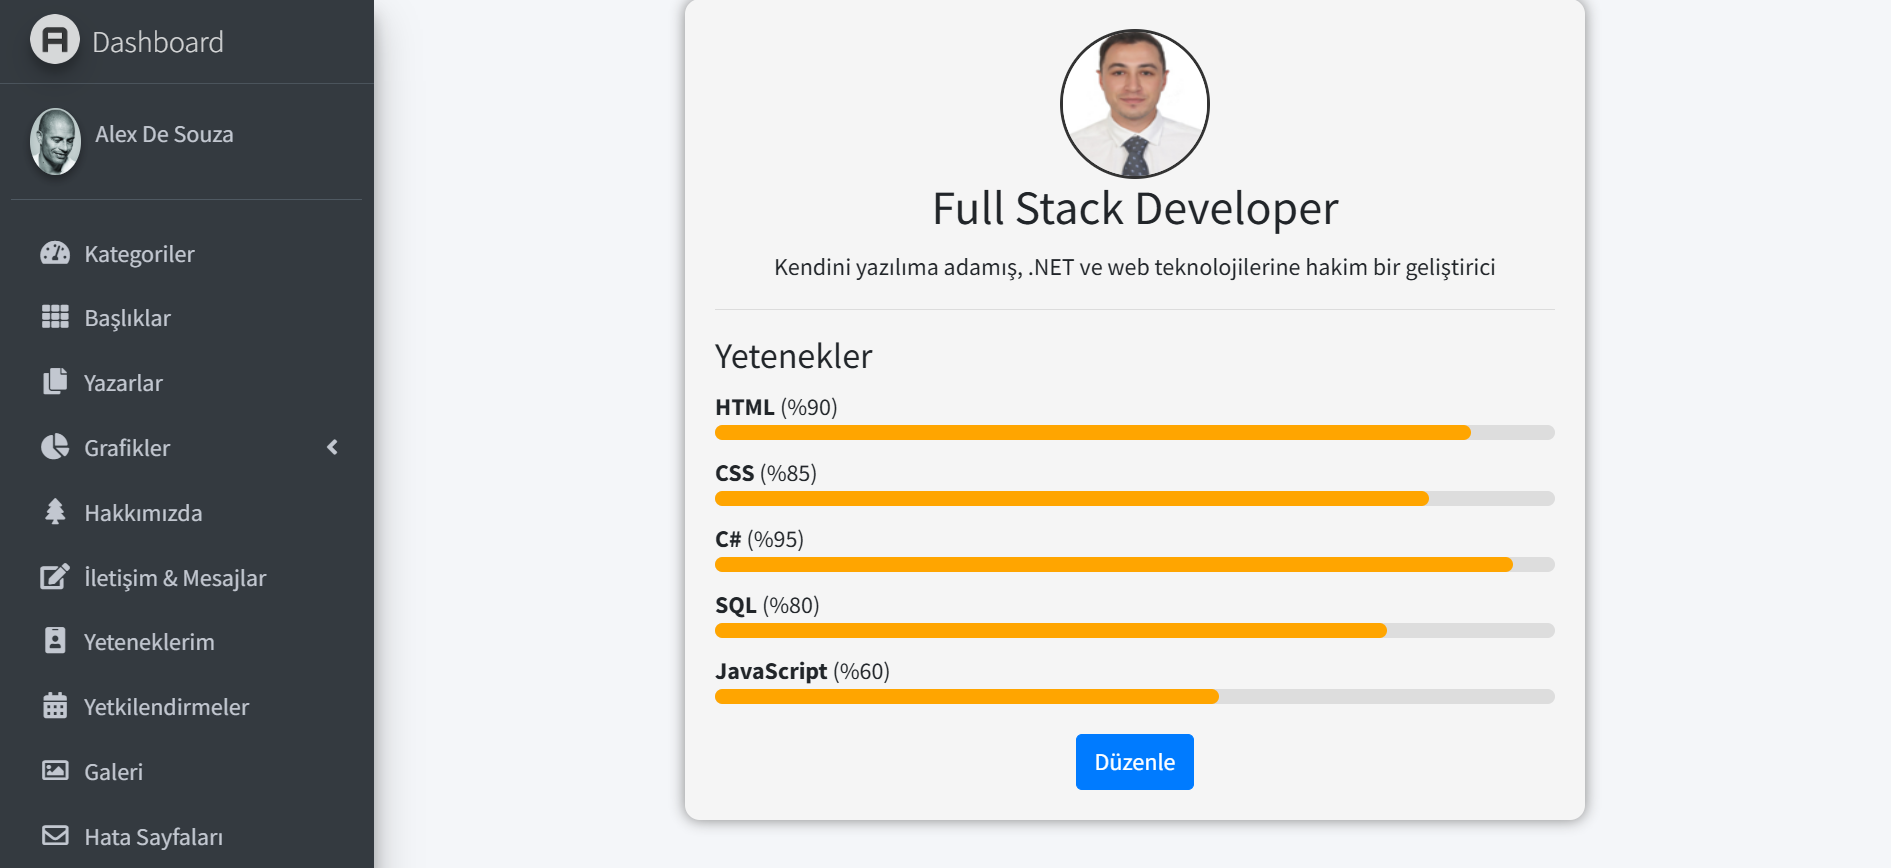 Dashboard
Alex De Souza
Kategoriler
Başlıklar
Yazarlar
Grafikler
Hakkımızda
İletişim & Mesajlar
Yeteneklerim
Yetkilendirmeler
Galeri
Hata Sayfaları
Full Stack Developer
Kendini yazılıma adamış, .NET ve web teknolojilerine hakim bir geliştirici
Yetenekler
HTML (%90)
CSS (%85)
C# (%95)
SQL (%80)
JavaScript (%60)
Düzenle